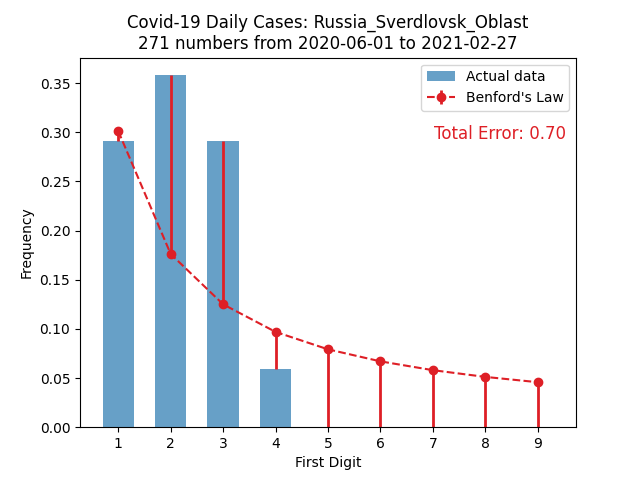 Covid-19 Daily Cases: Russia_Sverdlovsk_Oblast
271 numbers from 2020-06-01 to 2021-02-27
Actual data
Benford's Law
Total Error: 0.70
Frequency
0.35
0.30
0.25
0.20
0.15
0.10
0.05
0.00
1 2 3 4 5 6 7 8 9
First Digit